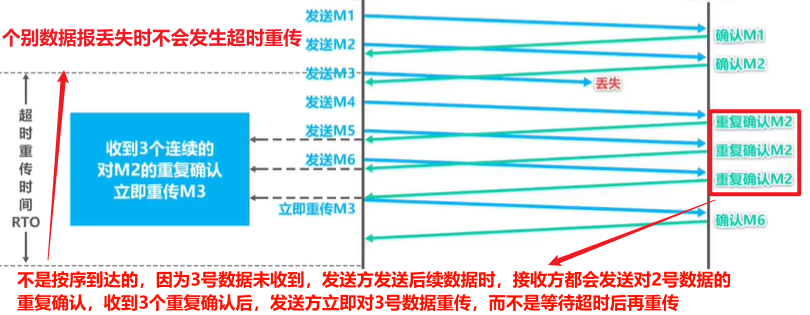 个别数据报丢失时不会发生超时重传
发送M1
确认M1
发送M2
确认M2
发送M3
丢失
超时重传时间RTO
发送M4
重复确认M2
收到3个连续的
对M2的重复确认
立即重传M3
发送M5
重复确认M2
发送M6
重复确认M2
立即重传M3
确认M6
不是按序到达的，因为3号数据未收到，发送方发送后续数据时，接收方都会发送对2号数据的
重复确认，收到3个重复确认后，发送方立即对3号数据重传，而不是等待超时后再重传